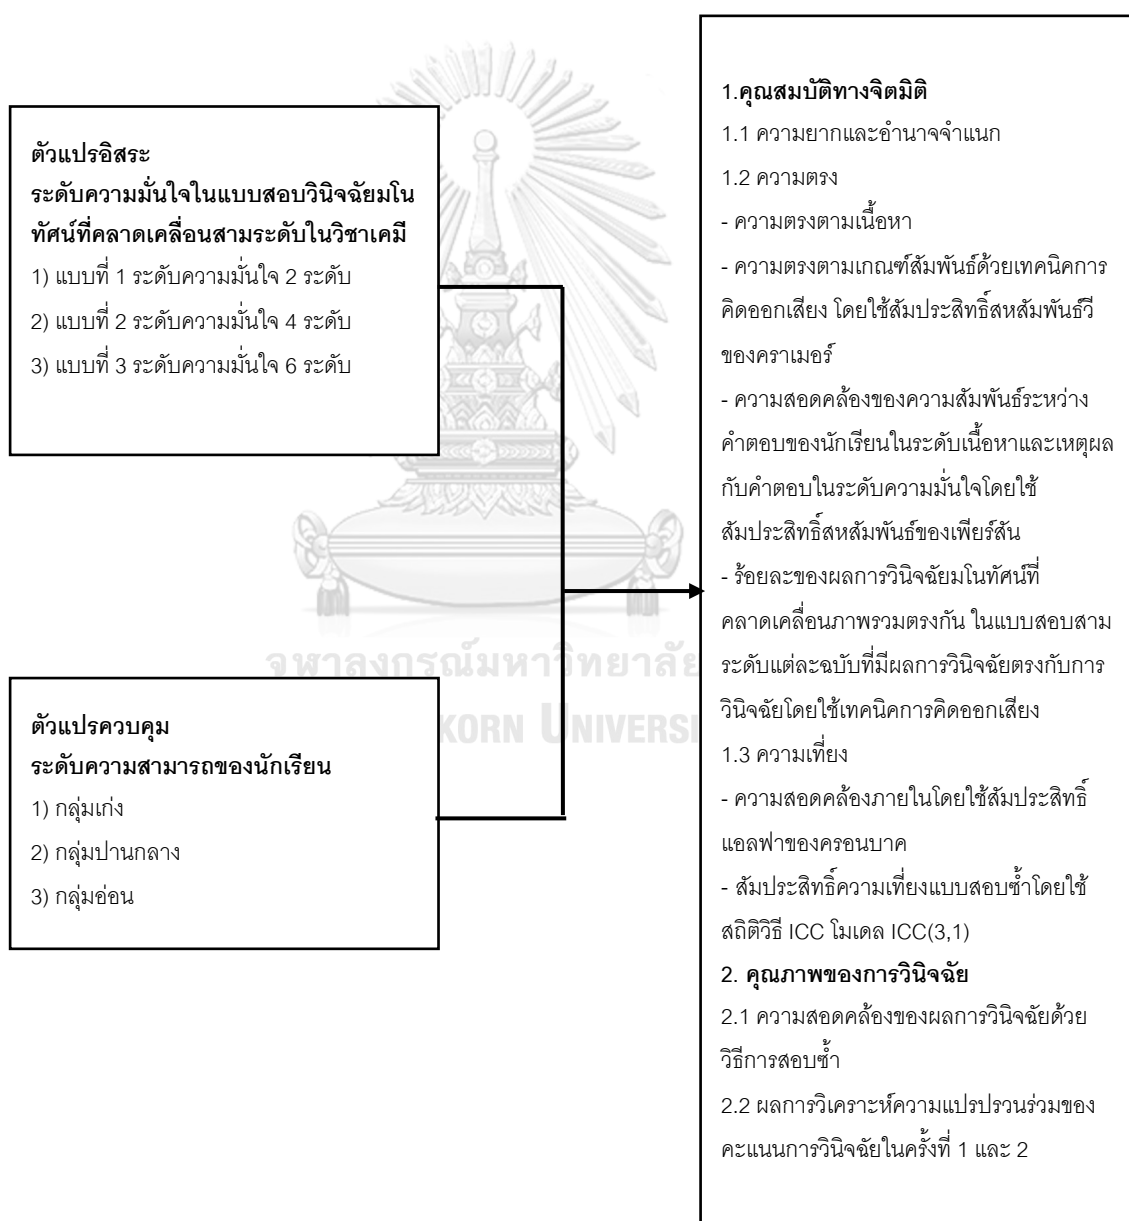 ตัวแปรอิสระ
ระดับความมั่นใจในแบบสอบวินิจฉัยมโน
ทัศน์ที่คลาดเคลื่อนสามระดับในวิชาเคมี
1) แบบที่ 1 ระดับความมั่นใจ 2 ระดับ
2) แบบที่ 2 ระดับความมั่นใจ 4 ระดับ
3) แบบที่ 3 ระดับความมั่นใจ 6 ระดับ
จุฬาลงกรณ์มหาวิทยาลัย
KORN UNIVERSI
ตัวแปรควบคุม
ระดับความสามารถของนักเรียน
1) กลุ่มเก่ง
2) กลุ่มปานกลาง
3) กลุ่มอ่อน
1.คุณสมบัติทางจิตมิติ
1.1 ความยากและอำนาจจำแนก
1.2 ความตรง
- ความตรงตามเนื้อหา
- ความตรงตามเกณฑ์สัมพันธ์ด้วยเทคนิคการ
คิดออกเสียง โดยใช้สัมประสิทธิ์สหสัมพันธ์วี
ของคราเมอร์
- ความสอดคล้องของความสัมพันธ์ระหว่าง
คำตอบของนักเรียนในระดับเนื้อหาและเหตุผล
กับคำตอบในระดับความมั่นใจโดยใช้
สัมประสิทธิ์สหสัมพันธ์ของเพียร์สัน
- ร้อยละของผลการวินิจฉัยมโนทัศน์ที่
คลาดเคลื่อนภาพรวมตรงกัน ในแบบสอบสาม
ระดับแต่ละฉบับที่มีผลการวินิจฉัยตรงกับการ
วินิจฉัยโดยใช้เทคนิคการคิดออกเสียง
1.3 ความเที่ยง
- ความสอดคล้องภายในโดยใช้สัมประสิทธิ์
แอลฟาของครอนบาค
- สัมประสิทธิ์ความเที่ยงแบบสอบซ้ำโดยใช้
สถิติวิธี ICC โมเดล ICC(3,1)
2. คุณภาพของการวินิจฉัย
2.1 ความสอดคล้องของผลการวินิจฉัยด้วย
วิธีการสอบซ้ำ
2.2 ผลการวิเคราะห์ความแปรปรวนร่วมของ
คะแนนการวินิจฉัยในครั้งที่ 1 และ 2